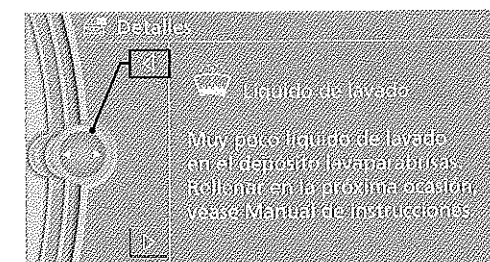 Detalles
Líquido de lavado
Muy poco líquido de lavado
en el depósito lavaparabrisas.
Rellenar en la próxima ocasión,
véase Manual de instrucciones.